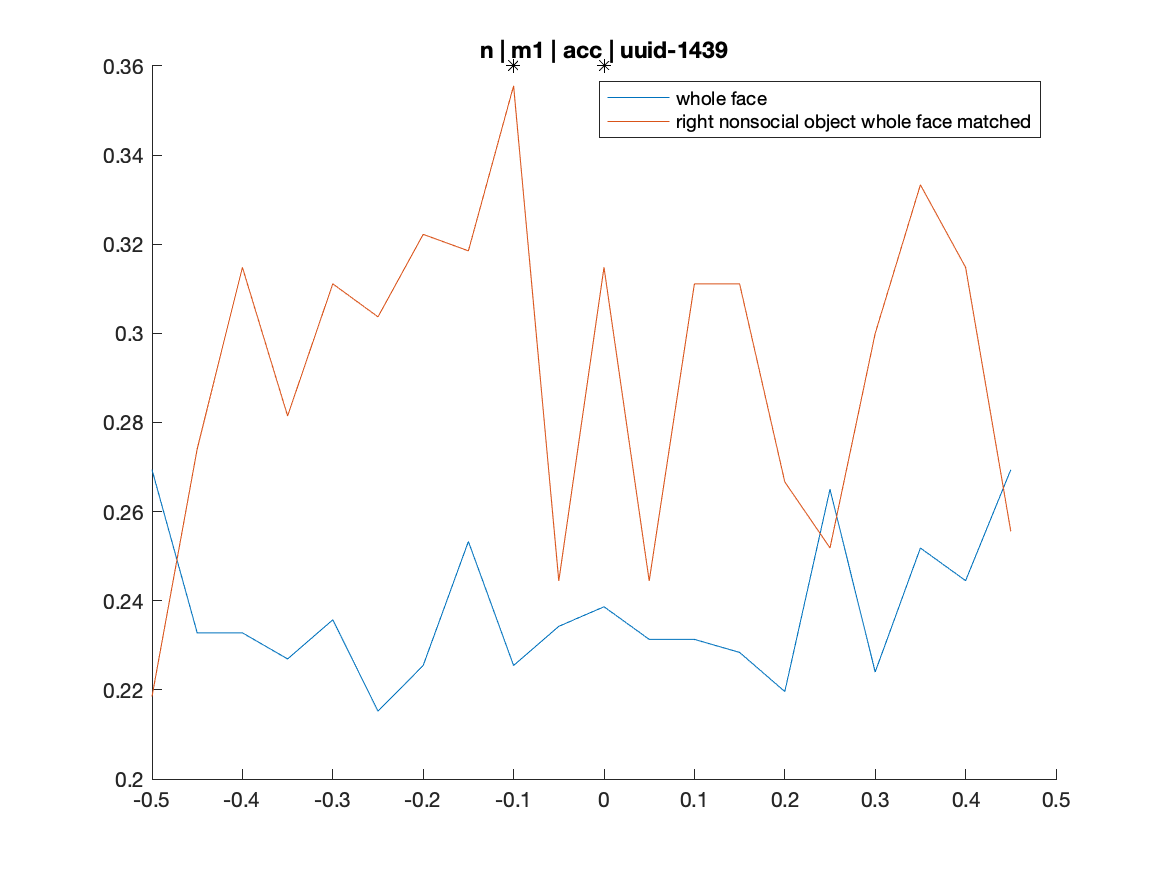 n | m1 | acc | uuid-1439
whole face
right nonsocial object whole face matched
0.36
0.34
0.32
0.3
0.28
0.26
0.24
0.22
0.2
-0.5 -0.4 -0.3 -0.2 -0.1 0 0.1 0.2 0.3 0.4 0.5